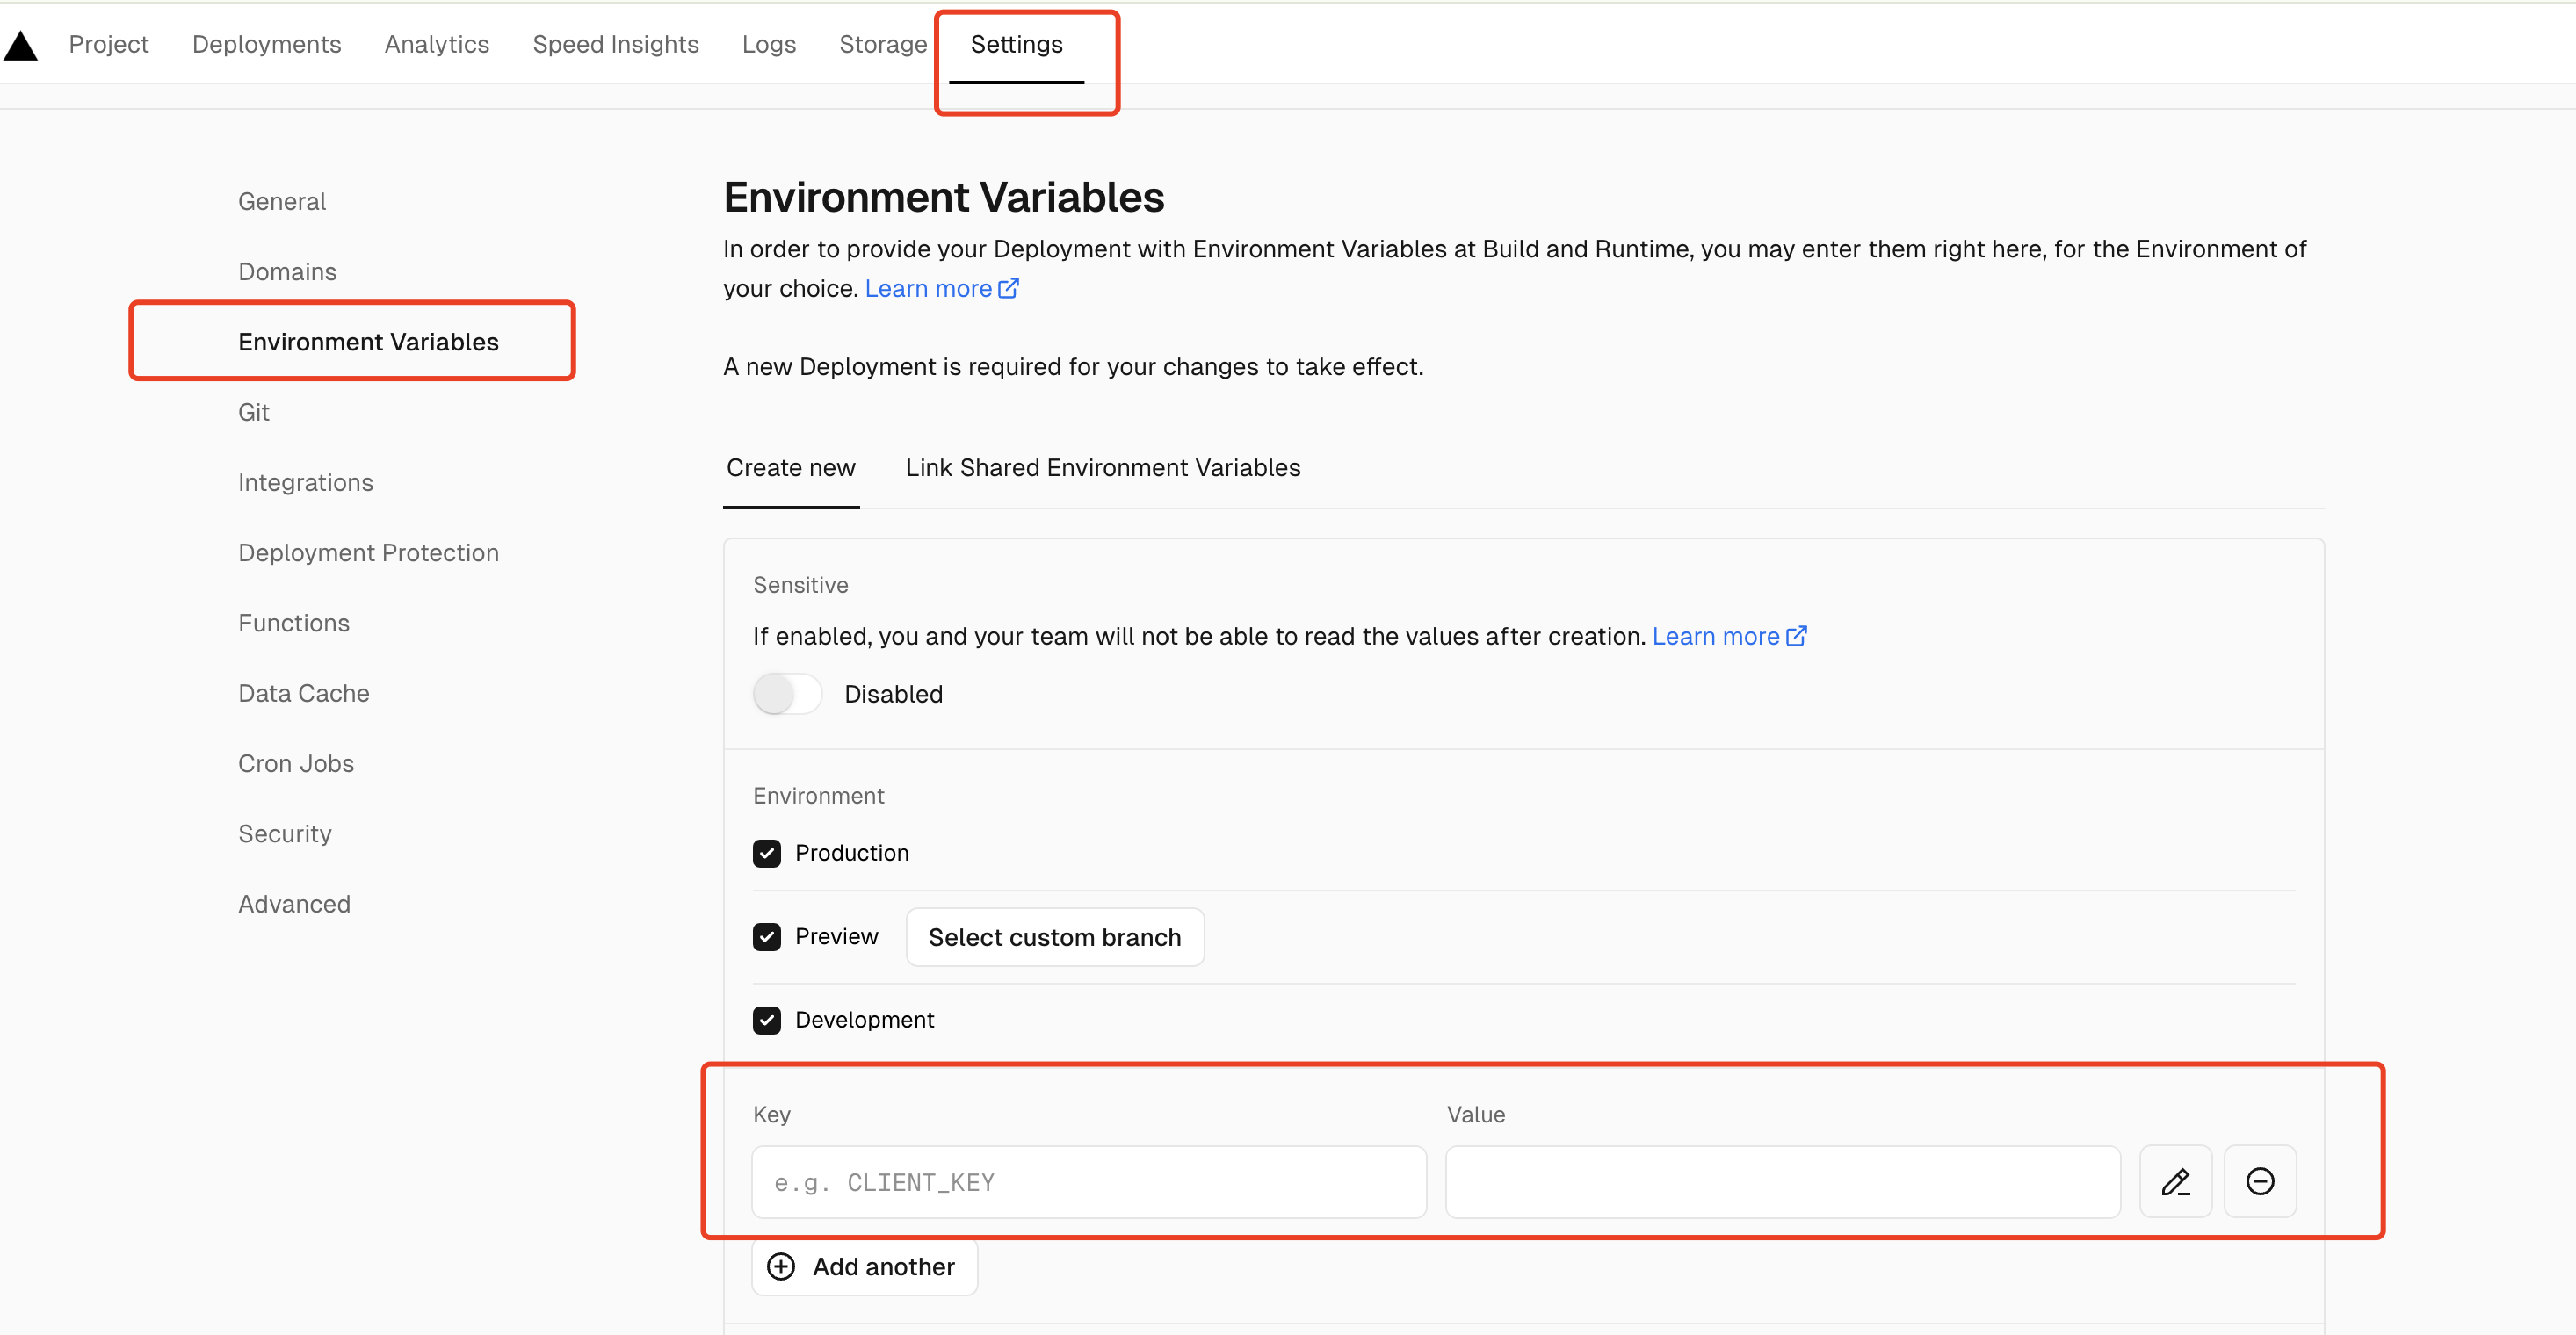 Project Deployments Analytics Speed Insights Logs Storage Settings
General
Domains
Environment Variables
Git
Integrations
Deployment Protection
Functions
Data Cache
Cron Jobs
Security
Advanced
Environment Variables
In order to provide your Deployment with Environment Variables at Build and Runtime, you may enter them right here, for the Environment of
your choice. Learn more
A new Deployment is required for your changes to take effect.
Create new Link Shared Environment Variables
Sensitive
If enabled, you and your team will not be able to read the values after creation. Learn more
Disabled
Environment
Production
Preview Select custom branch
Development
Key Value
e.g. CLIENT_KEY
Add another